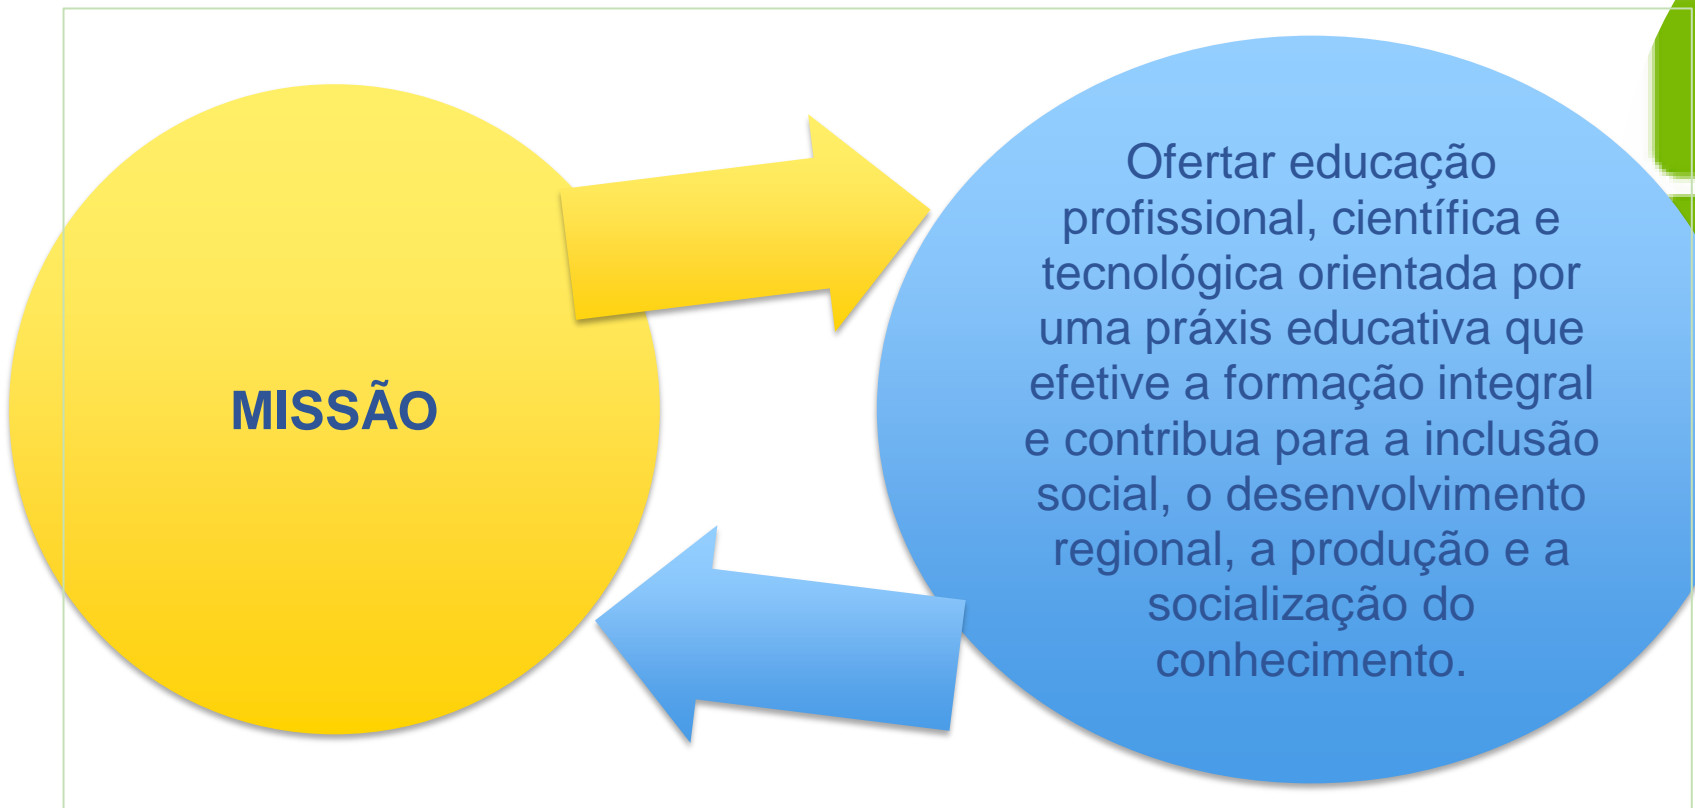 MISSÃO
Ofertar educação
profissional, científica e
tecnológica orientada por
uma práxis educativa que
efetive a formação integral
e contribua para a inclusão
social, o desenvolvimento
regional, a produção e a
socialização do
conhecimento.